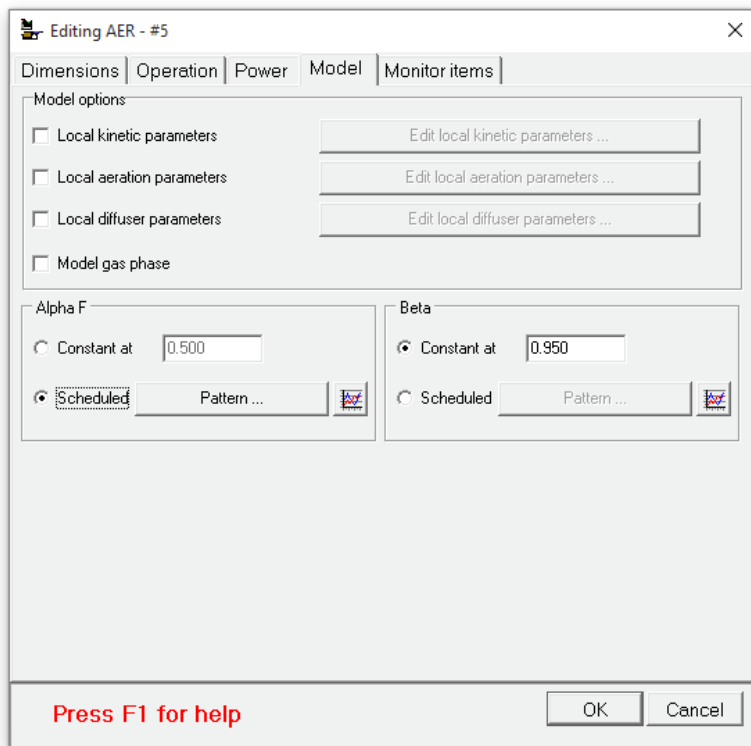 Editing AER - #5
Dimensions Operation Power Model Monitor items
Model options
Local kinetic parameters Edit local kinetic parameters ...
Local aeration parameters Edit local aeration parameters ...
Local diffuser parameters Edit local diffuser parameters ...
Model gas phase
Alpha F Beta
Constant at 0.500 Constant at 0.950
Scheduled Pattern ... Scheduled Pattern ...
Press F1 for help OK Cancel